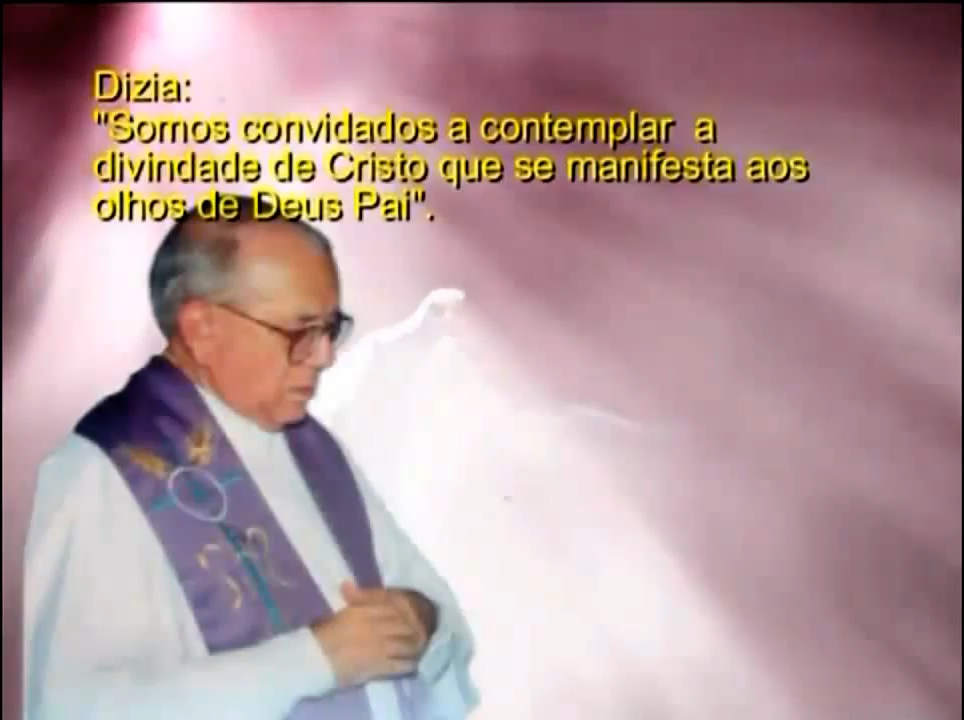 Dizia:
"Somos convidados a contemplar a
divindade de Cristo que se manifesta aos
olhos de Deus Pai".